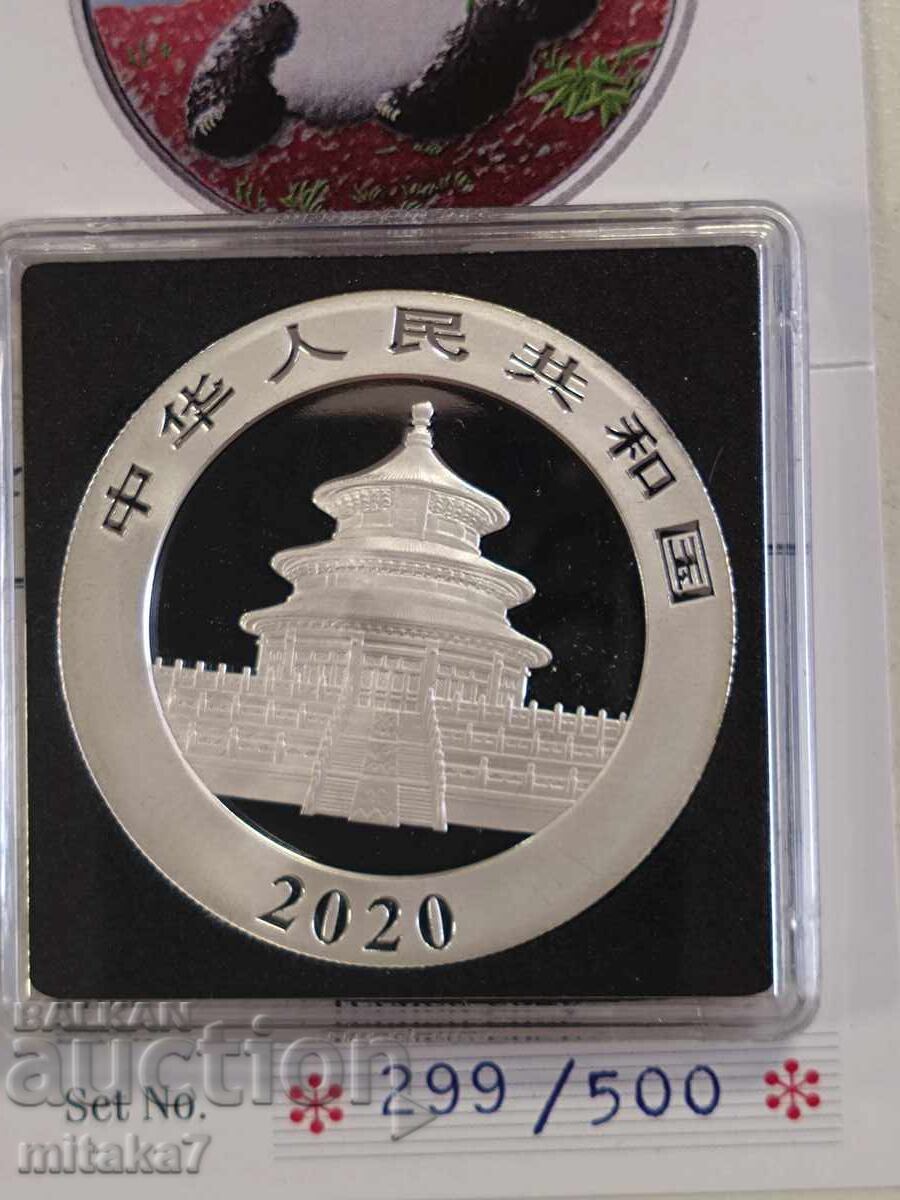 中华人民共和国
2020
BALKAN
auction
Set No. * 299 / 500 *
mitaka7